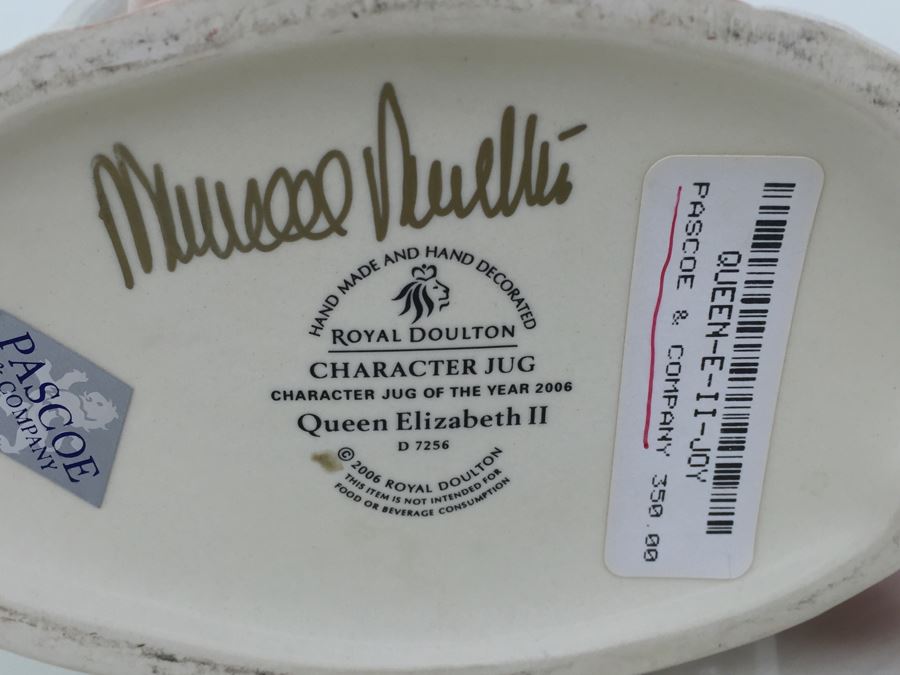 HAND MADE AND HAND DECORATED
ROYAL DOULTON
CHARACTER JUG
CHARACTER JUG OF THE YEAR 2006
Queen Elizabeth II
D 7256
© 2006 ROYAL DOULTON
THIS ITEM IS NOT INTENDED FOR
FOOD OR BEVERAGE CONSUMPTION
PASCOE
& COMPANY
QUEEN-E-II-JOY
PASCOE & COMPANY 350.00